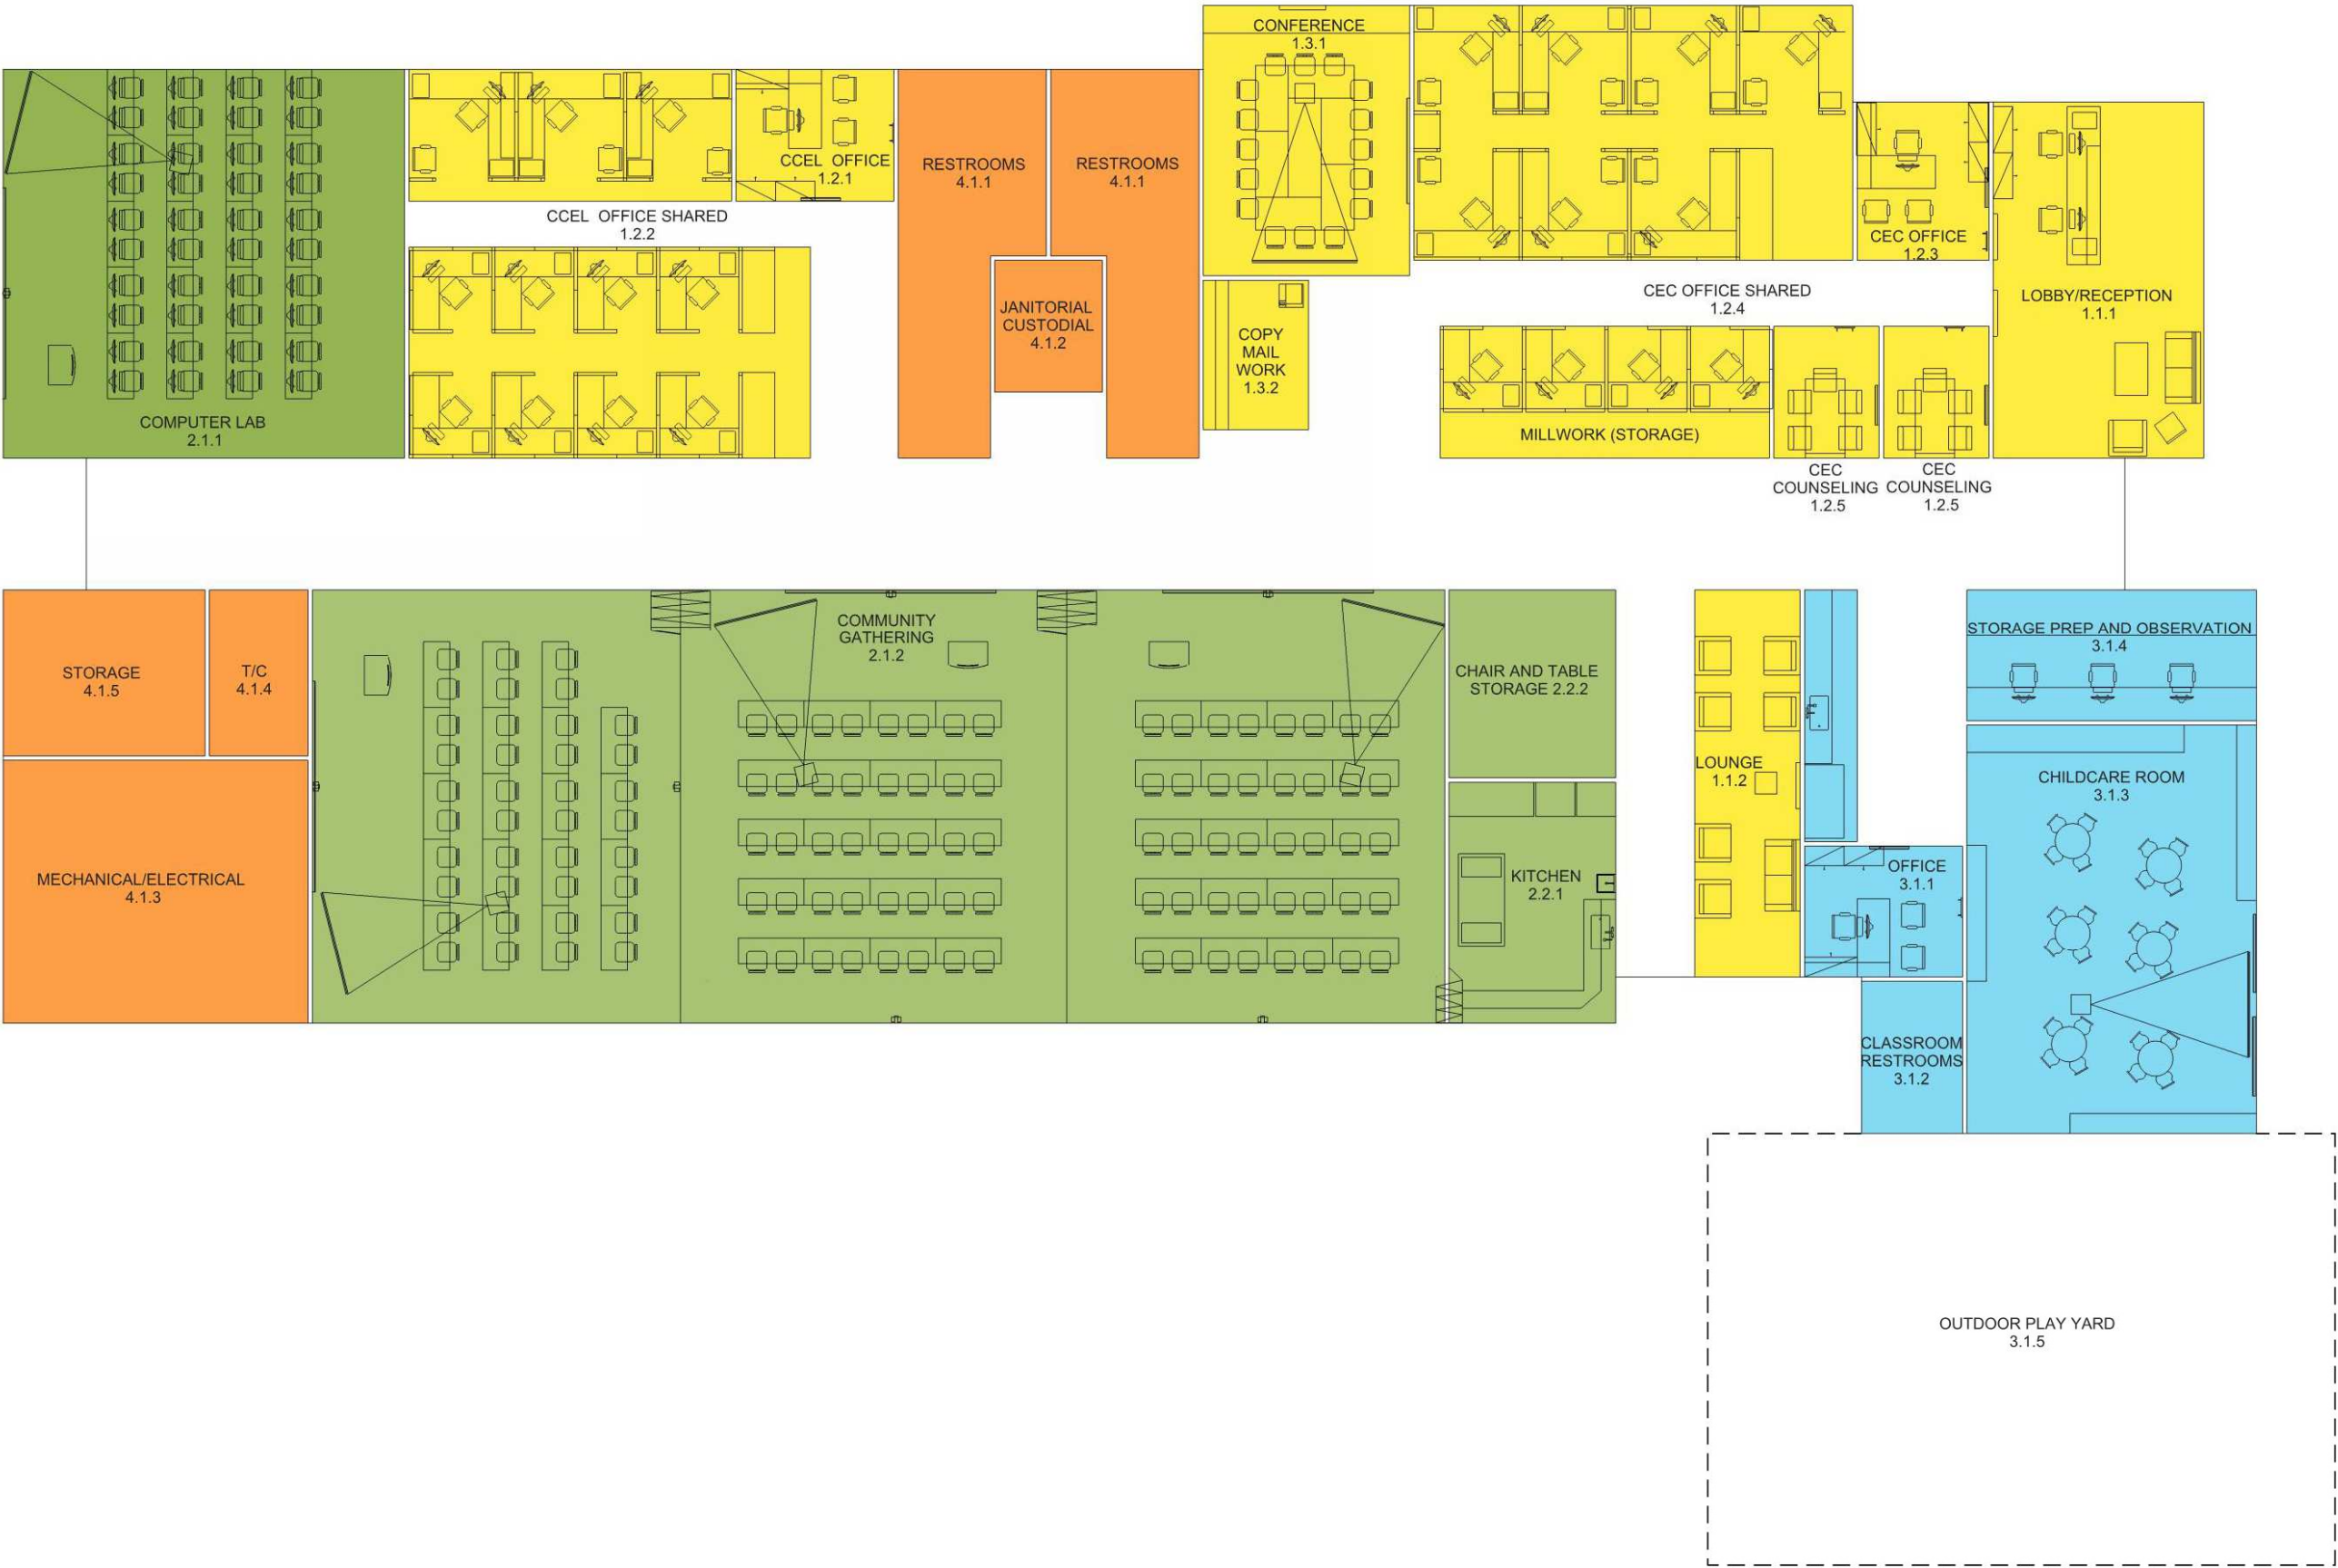 CONFERENCE
1.3.1
CCEL  OFFICE
1.2.1
RESTROOMS
4.1.1
RESTROOMS
4.1.1
CCEL  OFFICE SHARED
1.2.2
CEC OFFICE
1.2.3
CEC OFFICE SHARED
1.2.4
LOBBY/RECEPTION
1.1.1
JANITORIAL
CUSTODIAL
4.1.2
COPY
MAIL
WORK
1.3.2
COMPUTER LAB
2.1.1
MILLWORK (STORAGE)
CEC
COUNSELING
1.2.5
CEC
COUNSELING
1.2.5
COMMUNITY
GATHERING
2.1.2
STORAGE PREP AND OBSERVATION
3.1.4
STORAGE
4.1.5
T/C
4.1.4
CHAIR AND TABLE
STORAGE 2.2.2
LOUNGE
1.1.2
CHILDCARE ROOM
3.1.3
MECHANICAL/ELECTRICAL
4.1.3
KITCHEN
2.2.1
OFFICE
3.1.1
CLASSROOM
RESTROOMS
3.1.2
OUTDOOR PLAY YARD
3.1.5